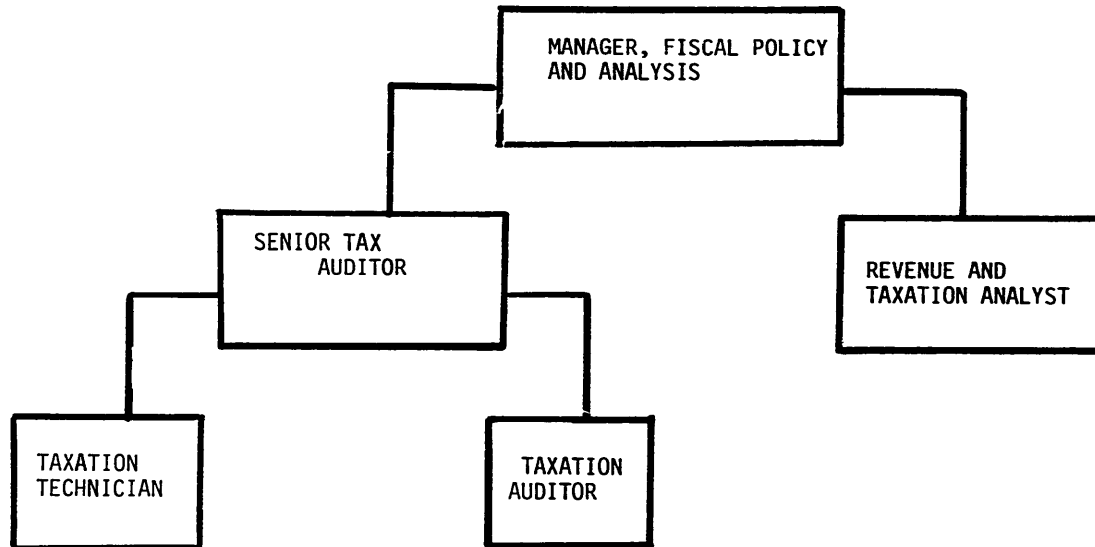 MANAGER, FISCAL POLICY
AND ANALYSIS
SENIOR TAX
AUDITOR
REVENUE AND
TAXATION ANALYST
TAXATION
TECHNICIAN
TAXATION
AUDITOR